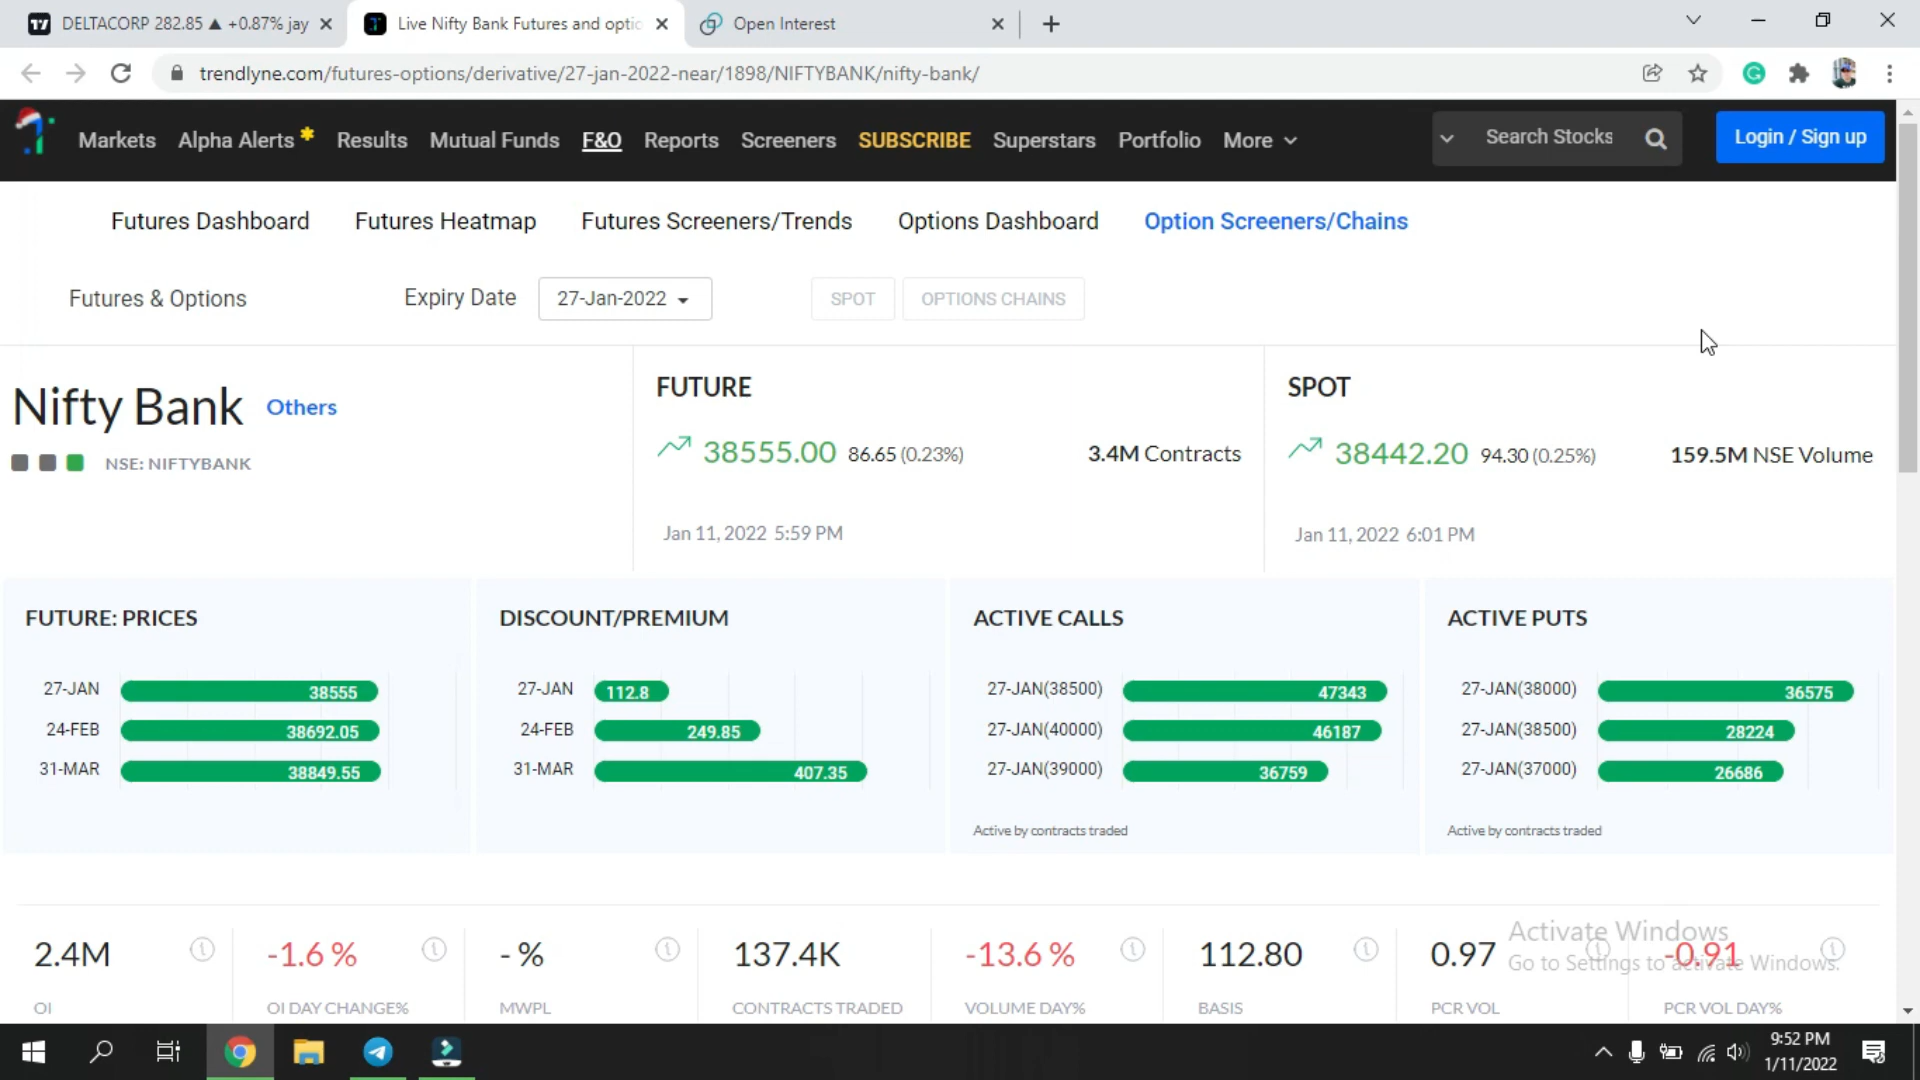 DELTACORP 282.85 ▲ +0.87% jay
Live Nifty Bank Futures and optio
Open Interest
trendlyne.com/futures-options/derivative/27-jan-2022-near/1898/NIFTYBANK/nifty-bank/
Markets Alpha Alerts Results Mutual Funds F&O Reports Screeners SUBSCRIBE Superstars Portfolio More Search Stocks Login / Sign up
Futures Dashboard Futures Heatmap Futures Screeners/Trends Options Dashboard Option Screeners/Chains
Futures & Options Expiry Date 27-Jan-2022 SPOT OPTIONS CHAINS
Nifty Bank Others
NSE: NIFTYBANK
FUTURE
38555.00 86.65 (0.23%) 3.4M Contracts
Jan 11, 2022 5:59 PM
SPOT
38442.20 94.30 (0.25%) 159.5M NSE Volume
Jan 11, 2022 6:01 PM
FUTURE: PRICES
27-JAN 38555
24-FEB 38692.05
31-MAR 38849.55
DISCOUNT/PREMIUM
27-JAN 112.8
24-FEB 249.85
31-MAR 407.35
ACTIVE CALLS
27-JAN(38500) 47343
27-JAN(40000) 46187
27-JAN(39000) 36759
Active by contracts traded
ACTIVE PUTS
27-JAN(38000) 36575
27-JAN(38500) 28224
27-JAN(37000) 26686
Active by contracts traded
2.4M
OI
-1.6 %
OI DAY CHANGE%
- %
MWPL
137.4K
CONTRACTS TRADED
-13.6 %
VOLUME DAY%
112.80
BASIS
0.97
PCR VOL
-0.91
PCR VOL DAY%
Activate Windows
Go to Settings to activate Windows.
9:52 PM
1/11/2022